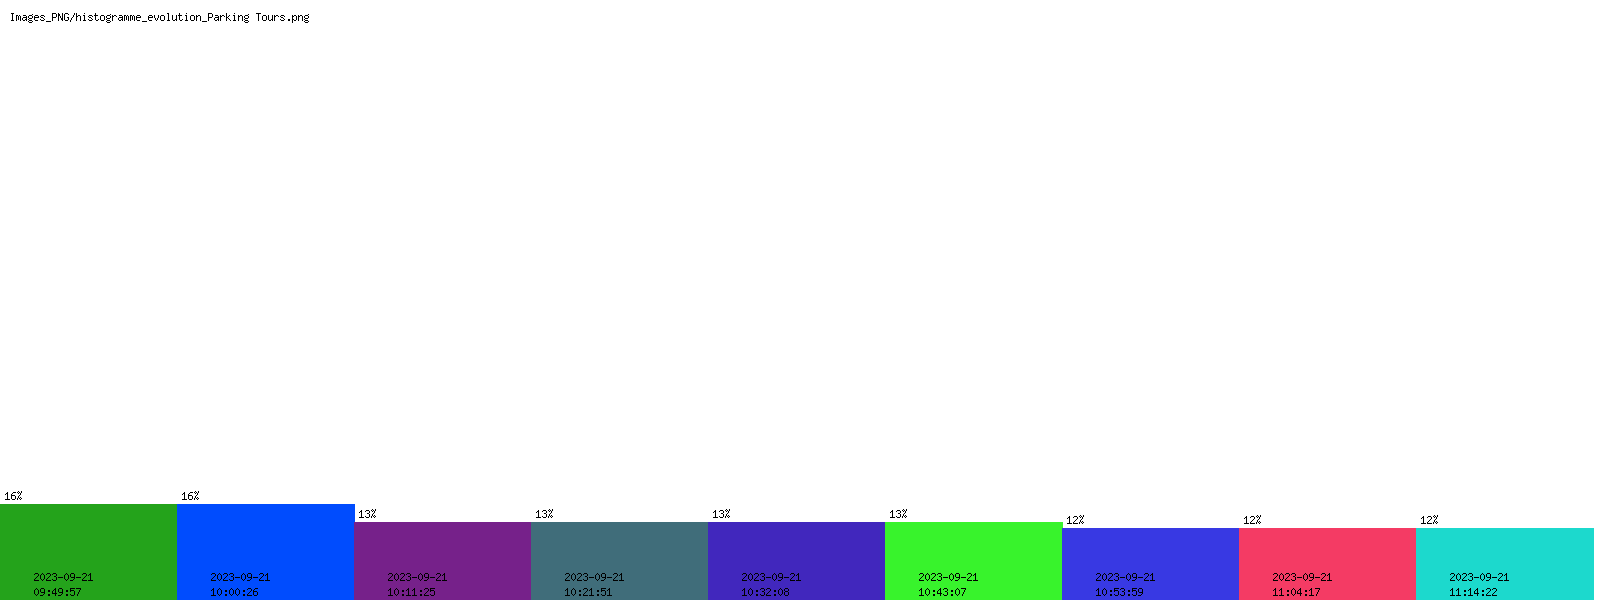 Images_PNG/histogramme_evolution_Parking Tours.png
16% 16%
13% 13% 13% 13%
12% 12% 12%
2023-09-21 2023-09-21 2023-09-21 2023-09-21 2023-09-21 2023-09-21 2023-09-21 2023-09-21 2023-09-21
09:49:57 10:00:26 10:11:25 10:21:51 10:32:08 10:43:07 10:53:59 11:04:17 11:14:22